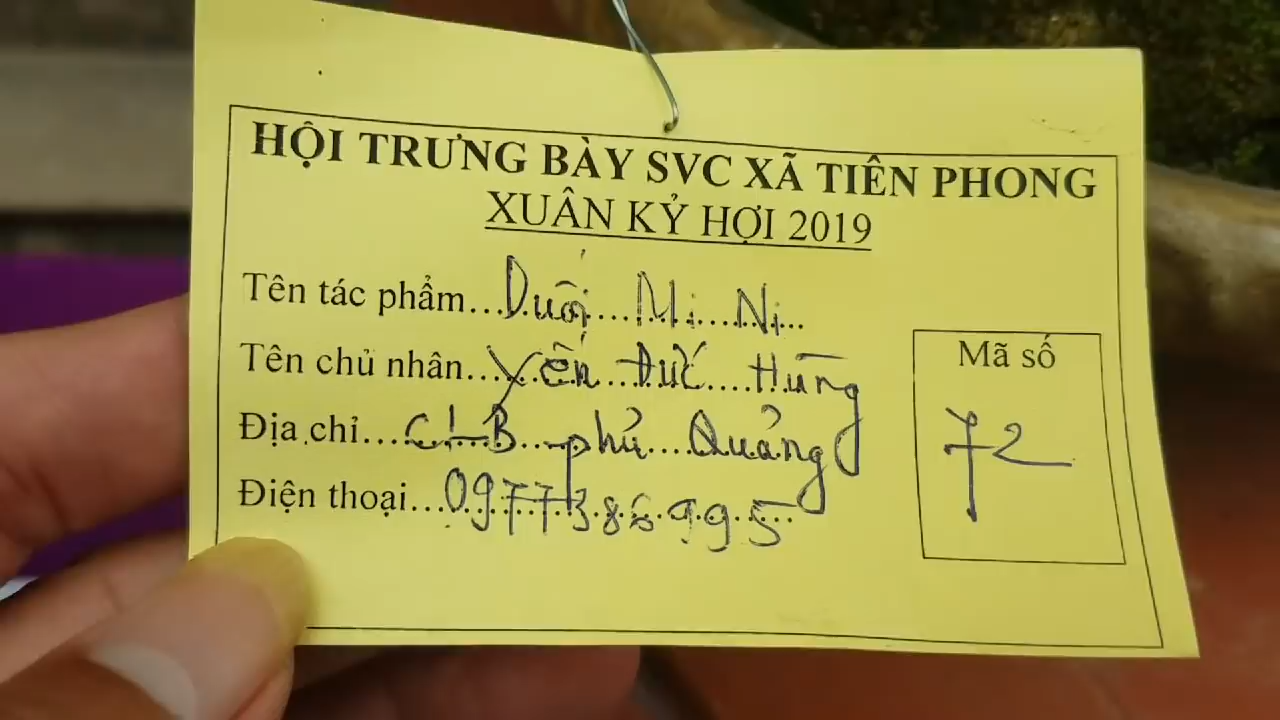 HỘI TRƯNG BÀY SVC XÃ TIÊN PHONG
XUÂN KỶ HỢI 2019
Tên tác phẩm...Duối...Mi...Ni...
Tên chủ nhân...Yên...Đức...Hùng
Địa chỉ...CLB...phủ...Quảng
Điện thoại...0977386995
Mã số
72